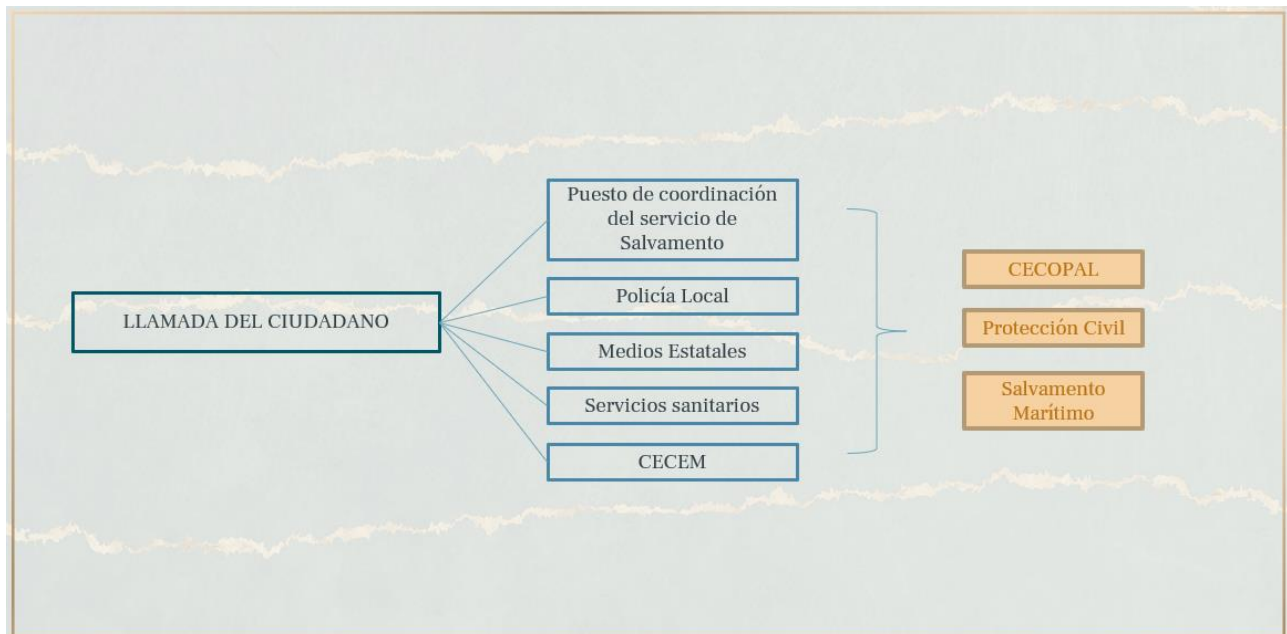 LLAMADA DEL CIUDADANO
Puesto de coordinación
del servicio de
Salvamento
Policía Local
Medios Estatales
Servicios sanitarios
CECEM
CECOPAL
Protección Civil
Salvamento
Marítimo